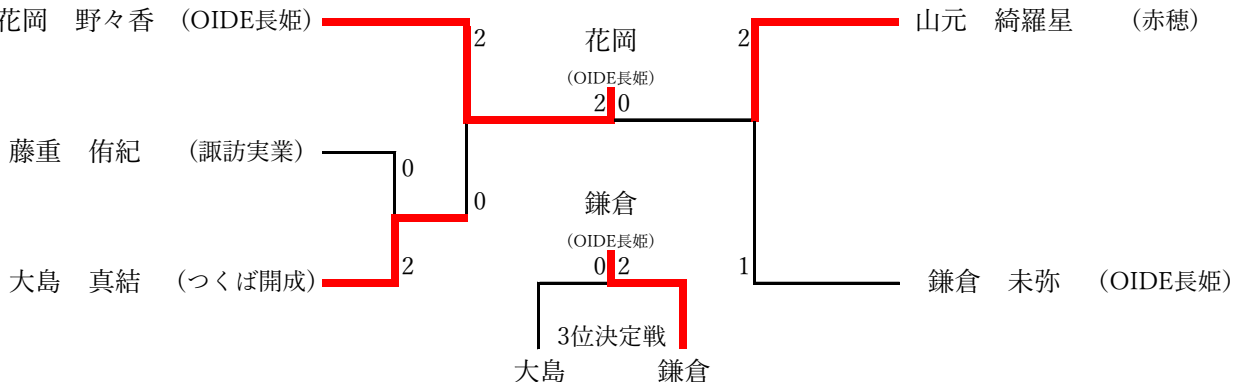 花岡　野々香　(OIDE長姫)
2
花岡
(OIDE長姫)
2 0
2
山元　綺羅星　(赤穂)
藤重　侑紀　(諏訪実業)
0
0
鎌倉
(OIDE長姫)
0 2
大島　真結　(つくば開成)
2
1
鎌倉　未弥　(OIDE長姫)
3位決定戦
大島　鎌倉